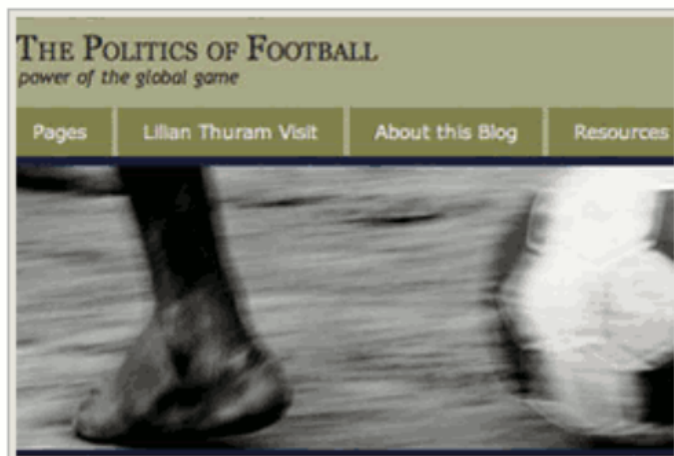 THE POLITICS OF FOOTBALL
power of the global game
Pages Lilian Thuram Visit About this Blog Resources